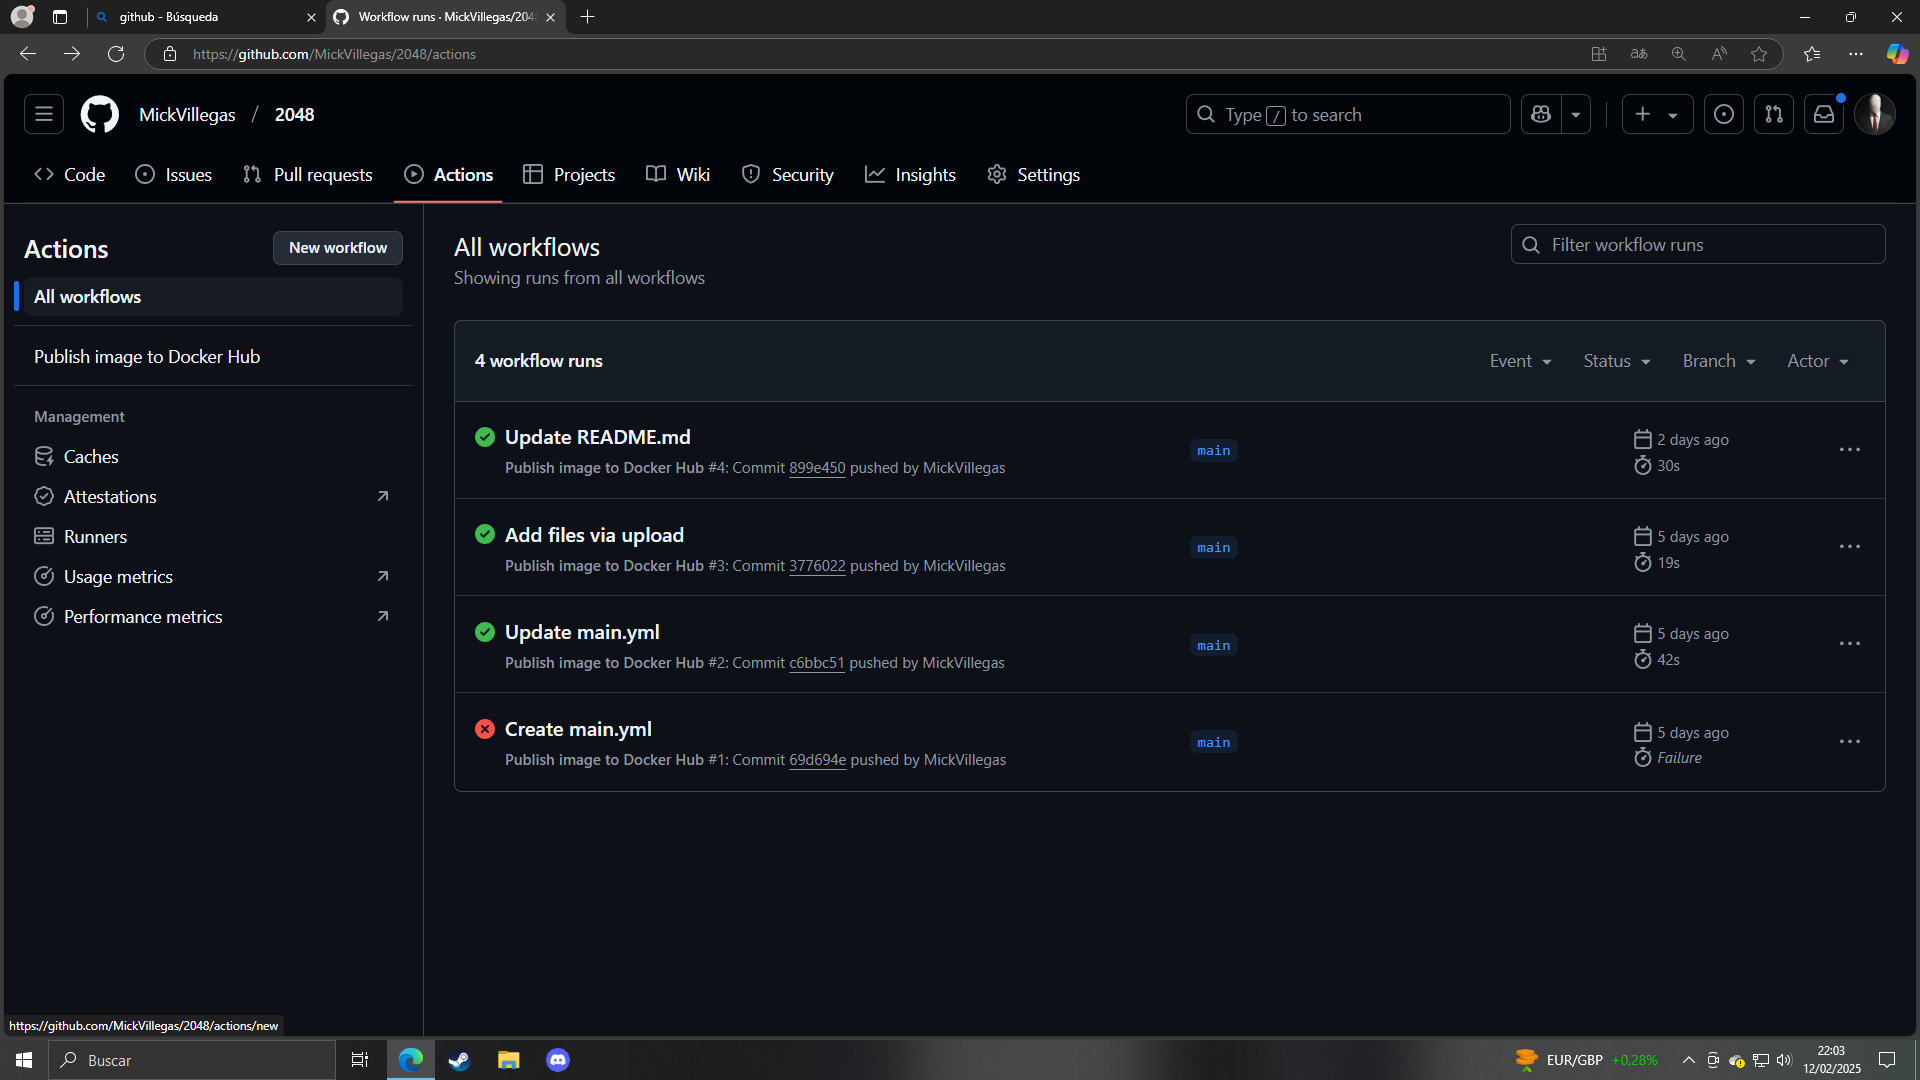 github - Búsqueda
Workflow runs · MickVillegas/204
https://github.com/MickVillegas/2048/actions
MickVillegas / 2048
Type / to search
Code
Issues
Pull requests
Actions
Projects
Wiki
Security
Insights
Settings
Actions
New workflow
All workflows
Publish image to Docker Hub
Management
Caches
Attestations
Runners
Usage metrics
Performance metrics
All workflows
Showing runs from all workflows
Filter workflow runs
4 workflow runs
Event
Status
Branch
Actor
Update README.md
Publish image to Docker Hub #4: Commit 899e450 pushed by MickVillegas
main
2 days ago
30s
Add files via upload
Publish image to Docker Hub #3: Commit 3776022 pushed by MickVillegas
main
5 days ago
19s
Update main.yml
Publish image to Docker Hub #2: Commit c6bbc51 pushed by MickVillegas
main
5 days ago
42s
Create main.yml
Publish image to Docker Hub #1: Commit 69d694e pushed by MickVillegas
main
5 days ago
Failure
https://github.com/MickVillegas/2048/actions/new
Buscar
EUR/GBP +0,28%
22:03
12/02/2025